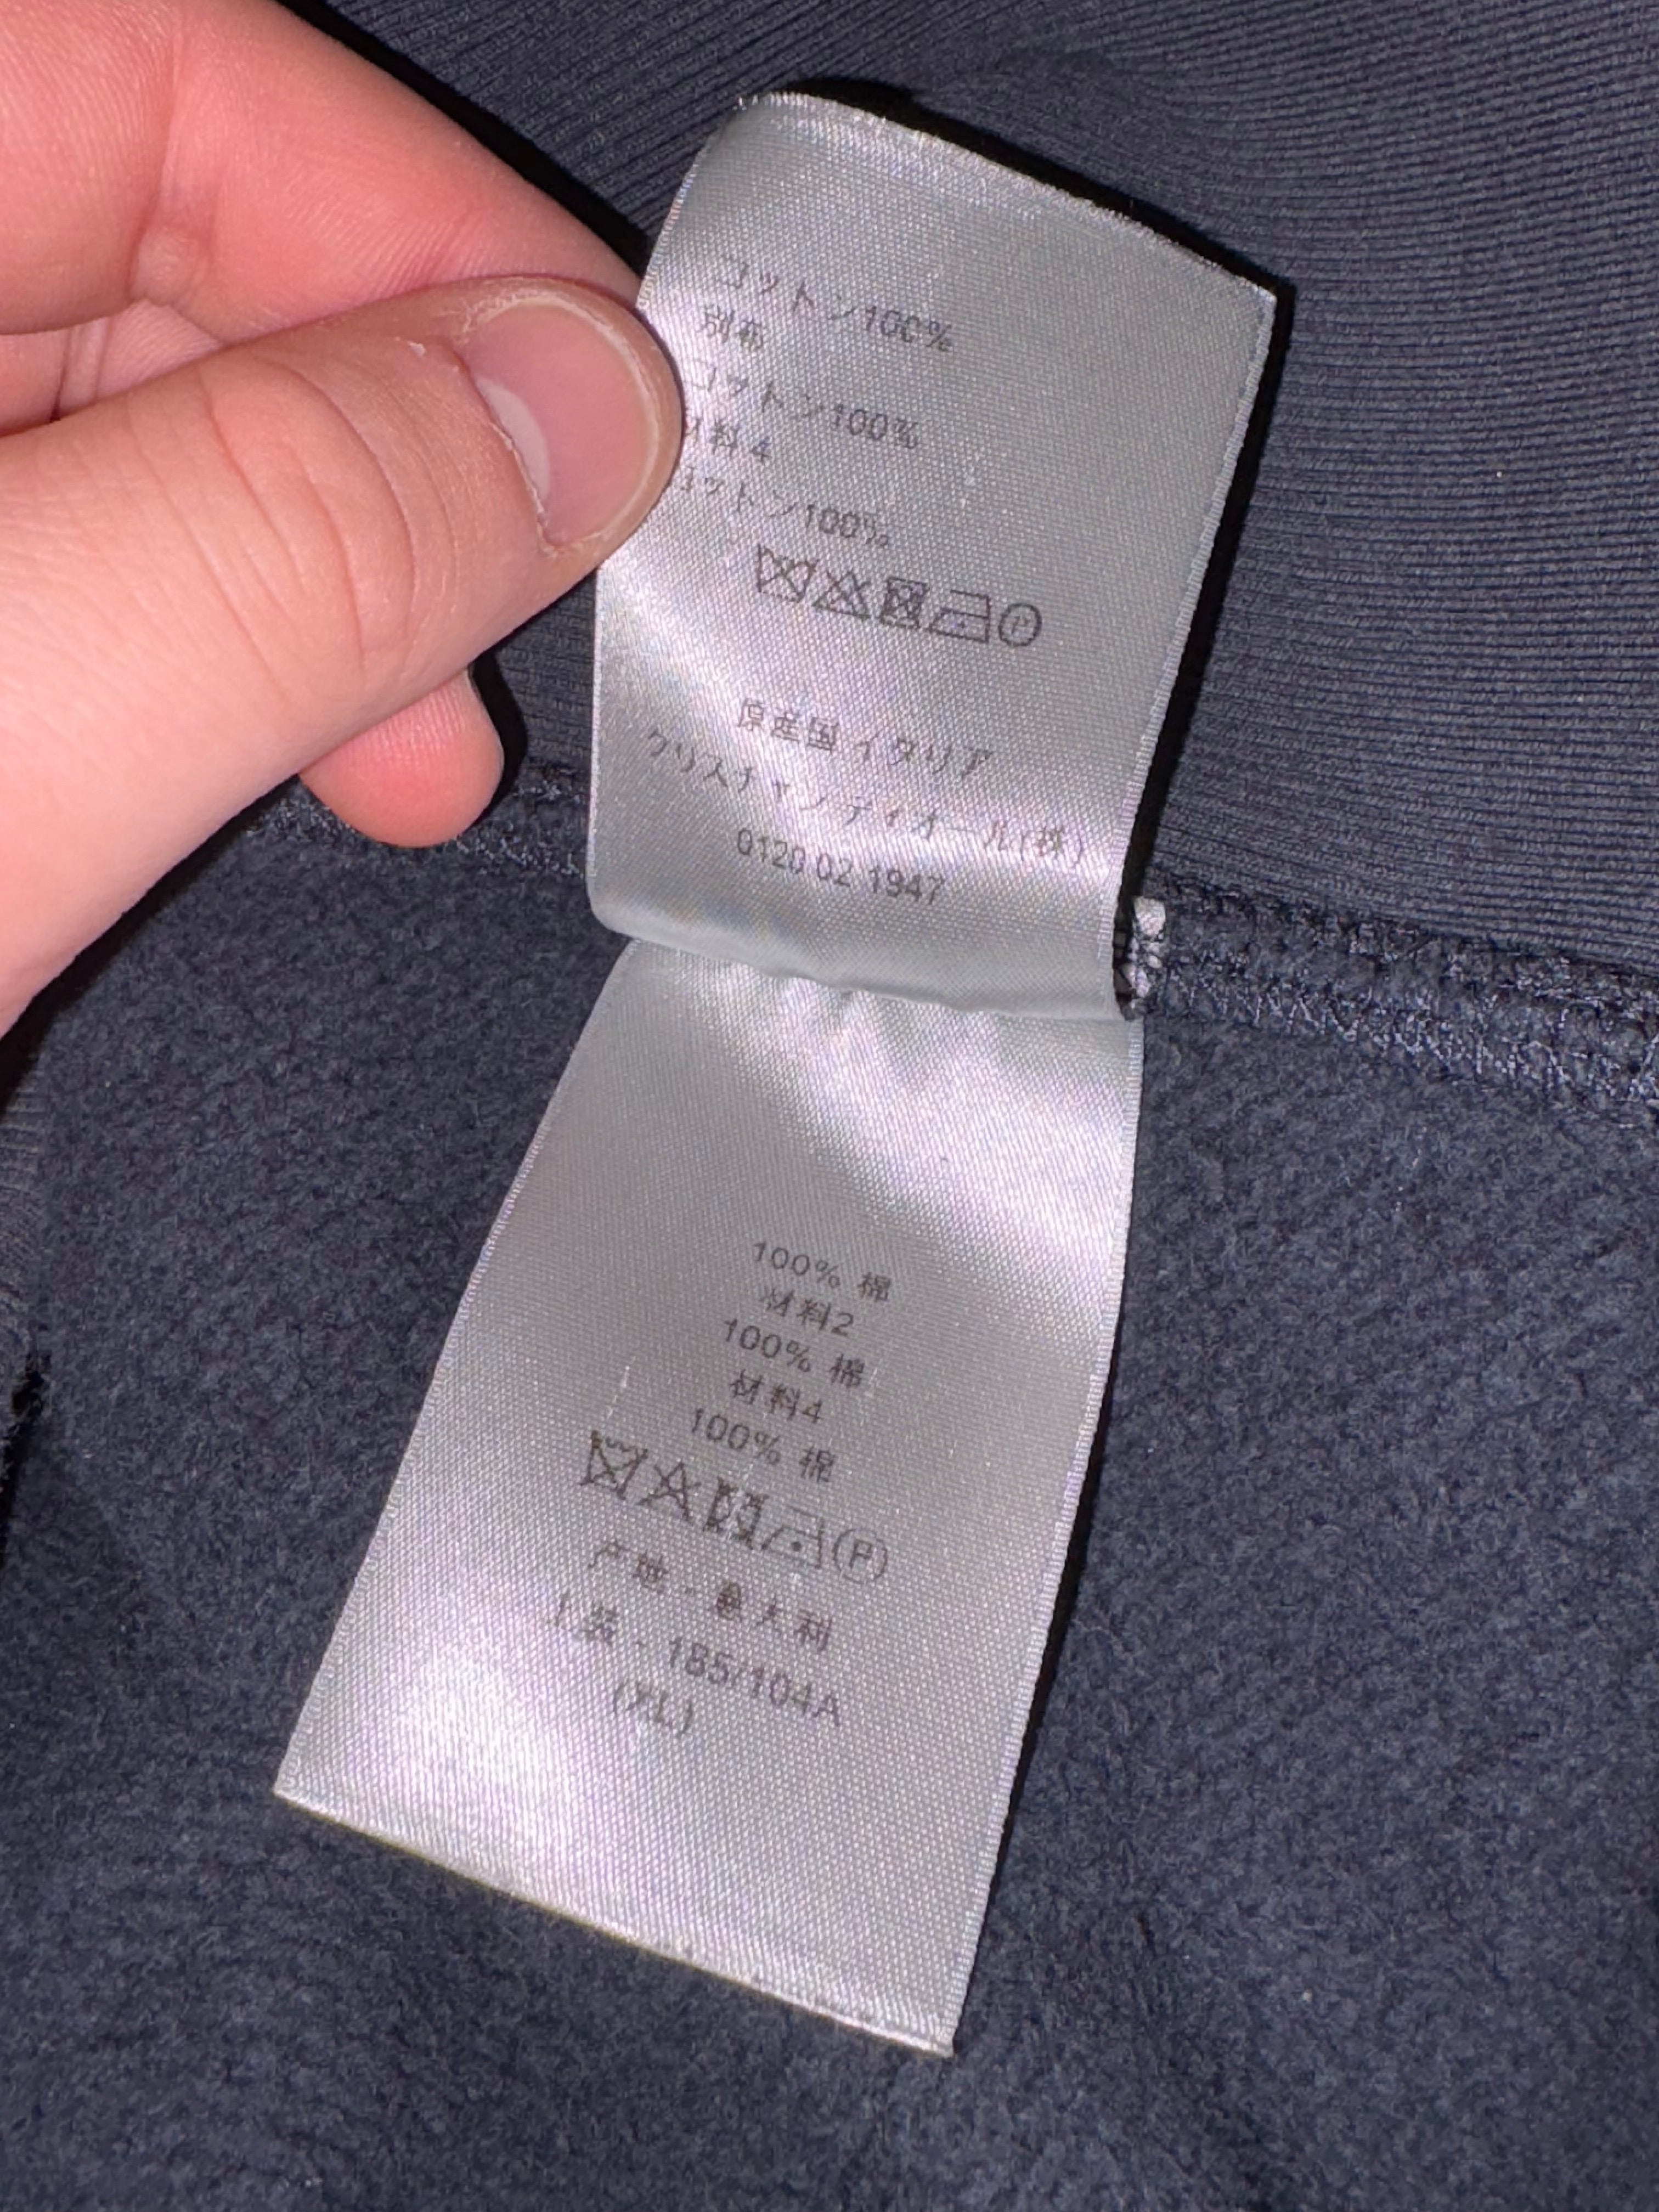 コットン100%
別布
コットン100%
材料4
コットン100%
P
原産国 イタリア
クリスチャン ディオール(株)
0120 02 1947
100% 棉
材料2
100% 棉
材料4
100% 棉
P
产地 - 意大利
上装 - 185/104A
(XL)